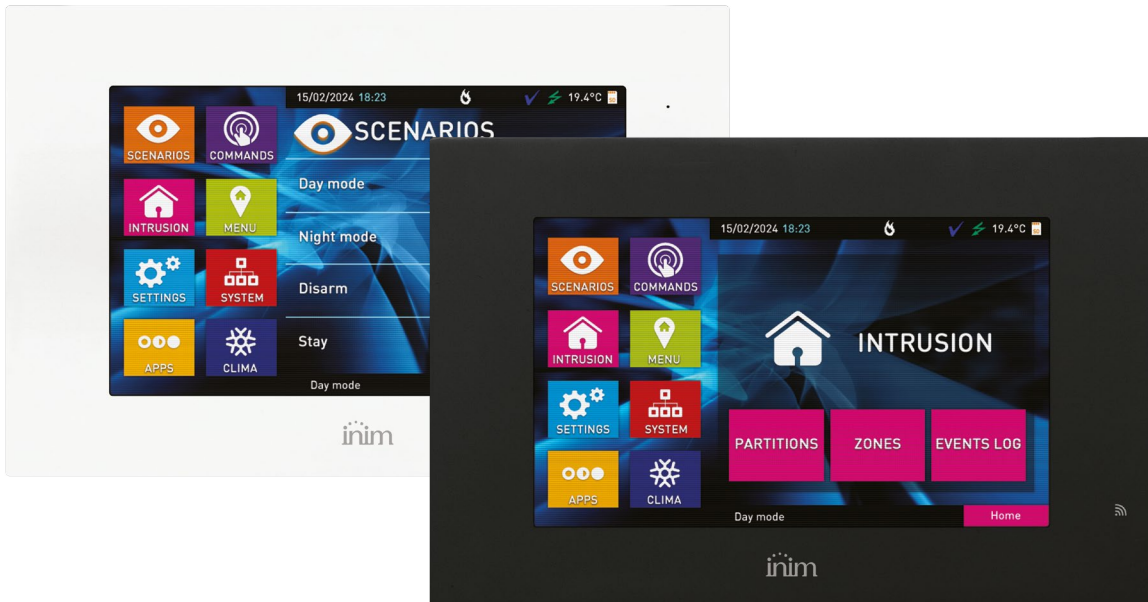 15/02/2024 18:23
19.4°C
SCENARIOS
COMMANDS
INTRUSION
MENU
SETTINGS
SYSTEM
APPS
CLIMA
SCENARIOS
Day mode
Night mode
Disarm
Stay
Day mode
inim
15/02/2024 18:23
19.4°C
SCENARIOS
COMMANDS
INTRUSION
MENU
SETTINGS
SYSTEM
APPS
CLIMA
INTRUSION
PARTITIONS
ZONES
EVENTS LOG
Day mode
Home
inim